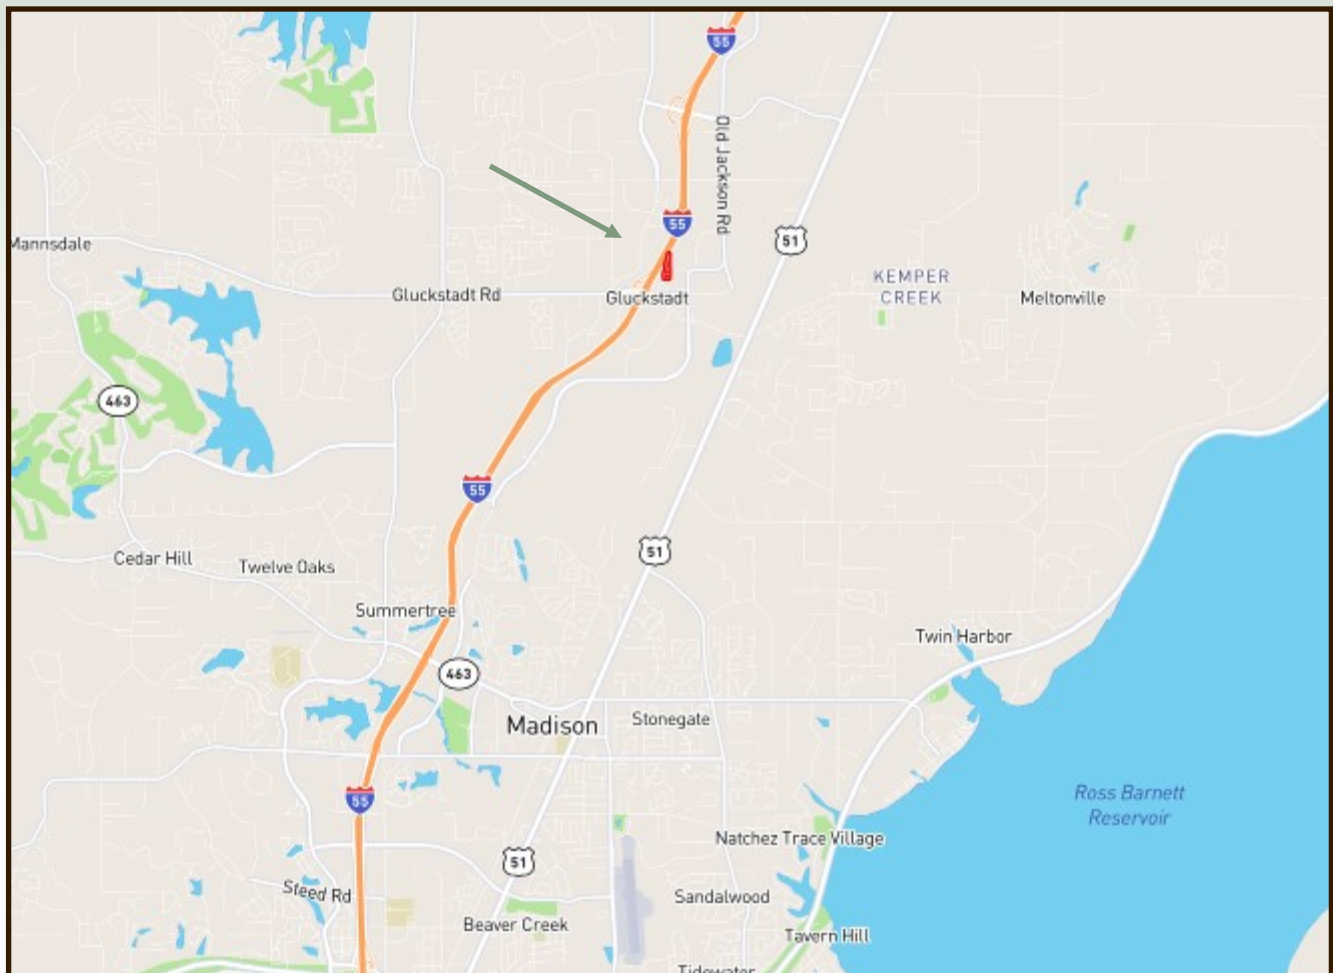 55
Old Jackson Rd
55
51
Mannsdale
KEMPER
CREEK
Gluckstadt Rd
Gluckstadt
Meltonville
463
55
51
Cedar Hill
Twelve Oaks
Summertree
Twin Harbor
463
Madison
Stonegate
55
Ross Barnett
Reservoir
Natchez Trace Village
51
Steed Rd
Sandalwood
Beaver Creek
Tavern Hill
Tidewater